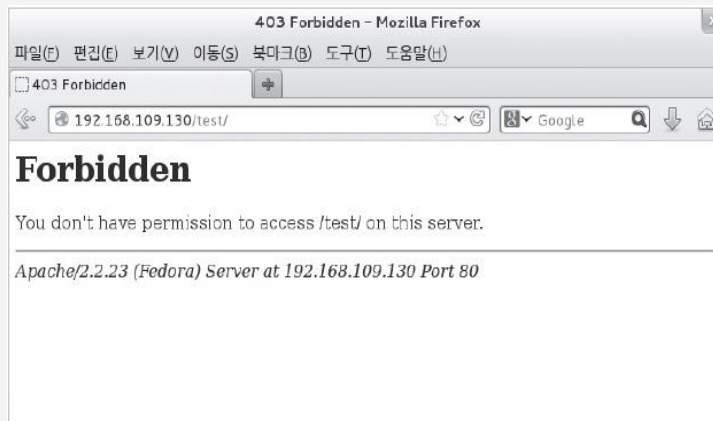 403 Forbidden - Mozilla Firefox
파일(F) 편집(E) 보기(V) 이동(S) 북마크(B) 도구(T) 도움말(H)
403 Forbidden
192.168.109.130/test/ Google
Forbidden
You don't have permission to access /test/ on this server.
Apache/2.2.23 (Fedora) Server at 192.168.109.130 Port 80